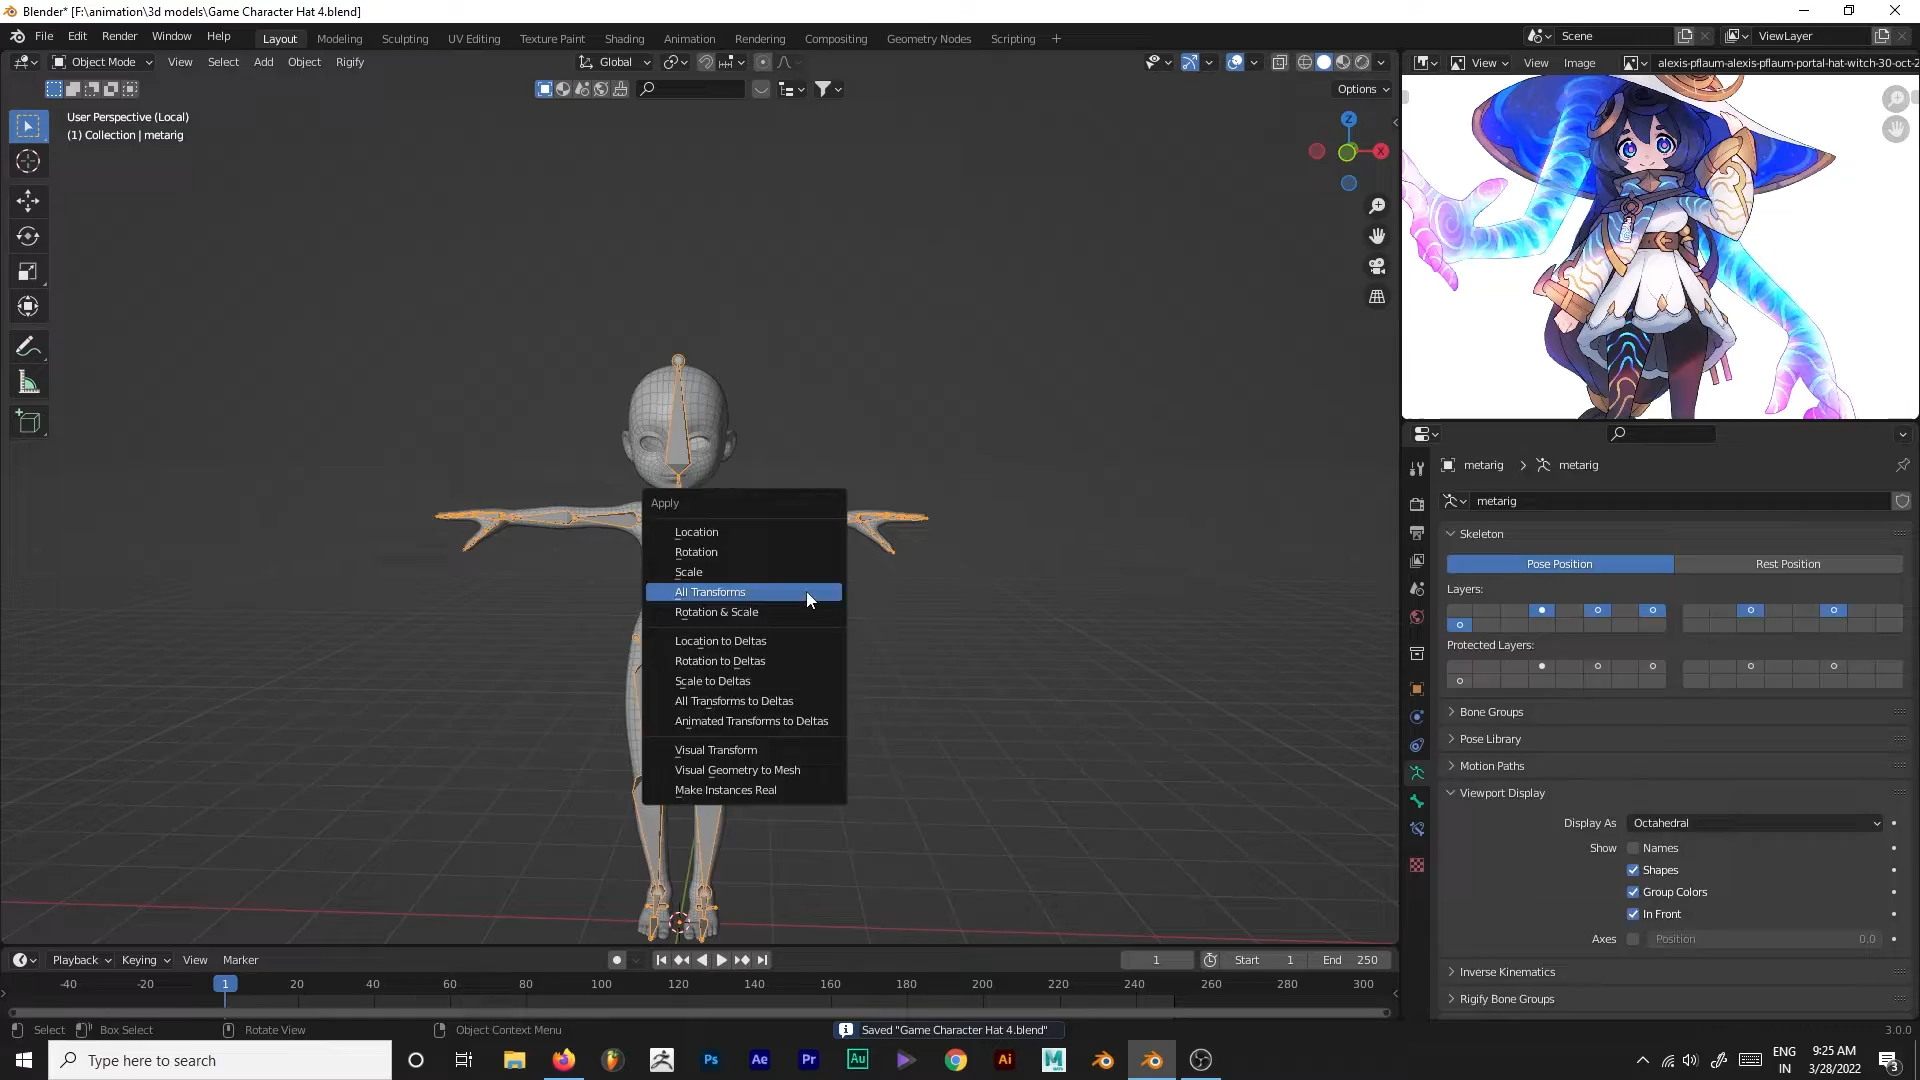 Blender* [F:\animation\3d models\Game Character Hat 4.blend]
File Edit Render Window Help
Layout Modeling Sculpting UV Editing Texture Paint Shading Animation Rendering Compositing Geometry Nodes Scripting +
Scene
ViewLayer
Object Mode View Select Add Object Rigify
Global
View View Image
alexis-pflaum-alexis-pflaum-portal-hat-witch-30-oct-2
Options
User Perspective (Local)
(1) Collection | metarig
Z
X
Apply
Location
Rotation
Scale
All Transforms
Rotation & Scale
Location to Deltas
Rotation to Deltas
Scale to Deltas
All Transforms to Deltas
Animated Transforms to Deltas
Visual Transform
Visual Geometry to Mesh
Make Instances Real
metarig > metarig
metarig
Skeleton
Pose Position Rest Position
Layers:
Protected Layers:
Bone Groups
Pose Library
Motion Paths
Viewport Display
Display As Octahedral
Show Names
Shapes
Group Colors
In Front
Axes Position 0.0
Inverse Kinematics
Rigify Bone Groups
Playback Keying View Marker
1 Start 1 End 250
-40 -20 1 20 40 60 80 100 120 140 160 180 200 220 240 260 280 300
Select Box Select Rotate View Object Context Menu
Saved "Game Character Hat 4.blend"
3.0.0
Type here to search
Ps Ae Pr Au Ai M
ENG
IN
9:25 AM
3/28/2022
3